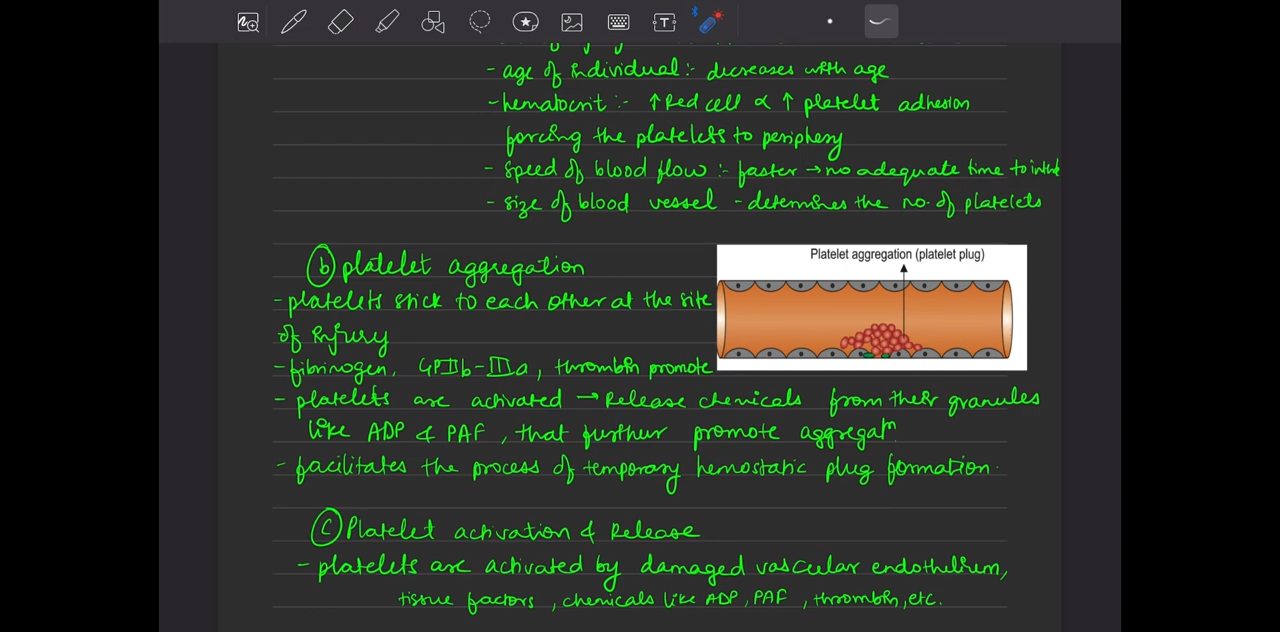 - age of individual :- decreases with age
- hematocrit :- ↑ Red cell ∝ ↑ platelet adhesion
forcing the platelets to periphery
- speed of blood flow :- faster → no adequate time to
- size of blood vessel - determines the no. of platelets
ⓑ platelet aggregation
Platelet aggregation (platelet plug)
- platelets stick to each other at the site
of injury
- fibrinogen, GPIIb-IIIa, thrombin promote
- platelets are activated → Release chemicals from their granules
like ADP & PAF, that further promote aggregatn
- facilitates the process of temporary hemostatic plug formation.
ⓒ Platelet activation & Release
- platelets are activated by damaged vascular endothelium,
tissue factors, chemicals like ADP, PAF, thrombin, etc.